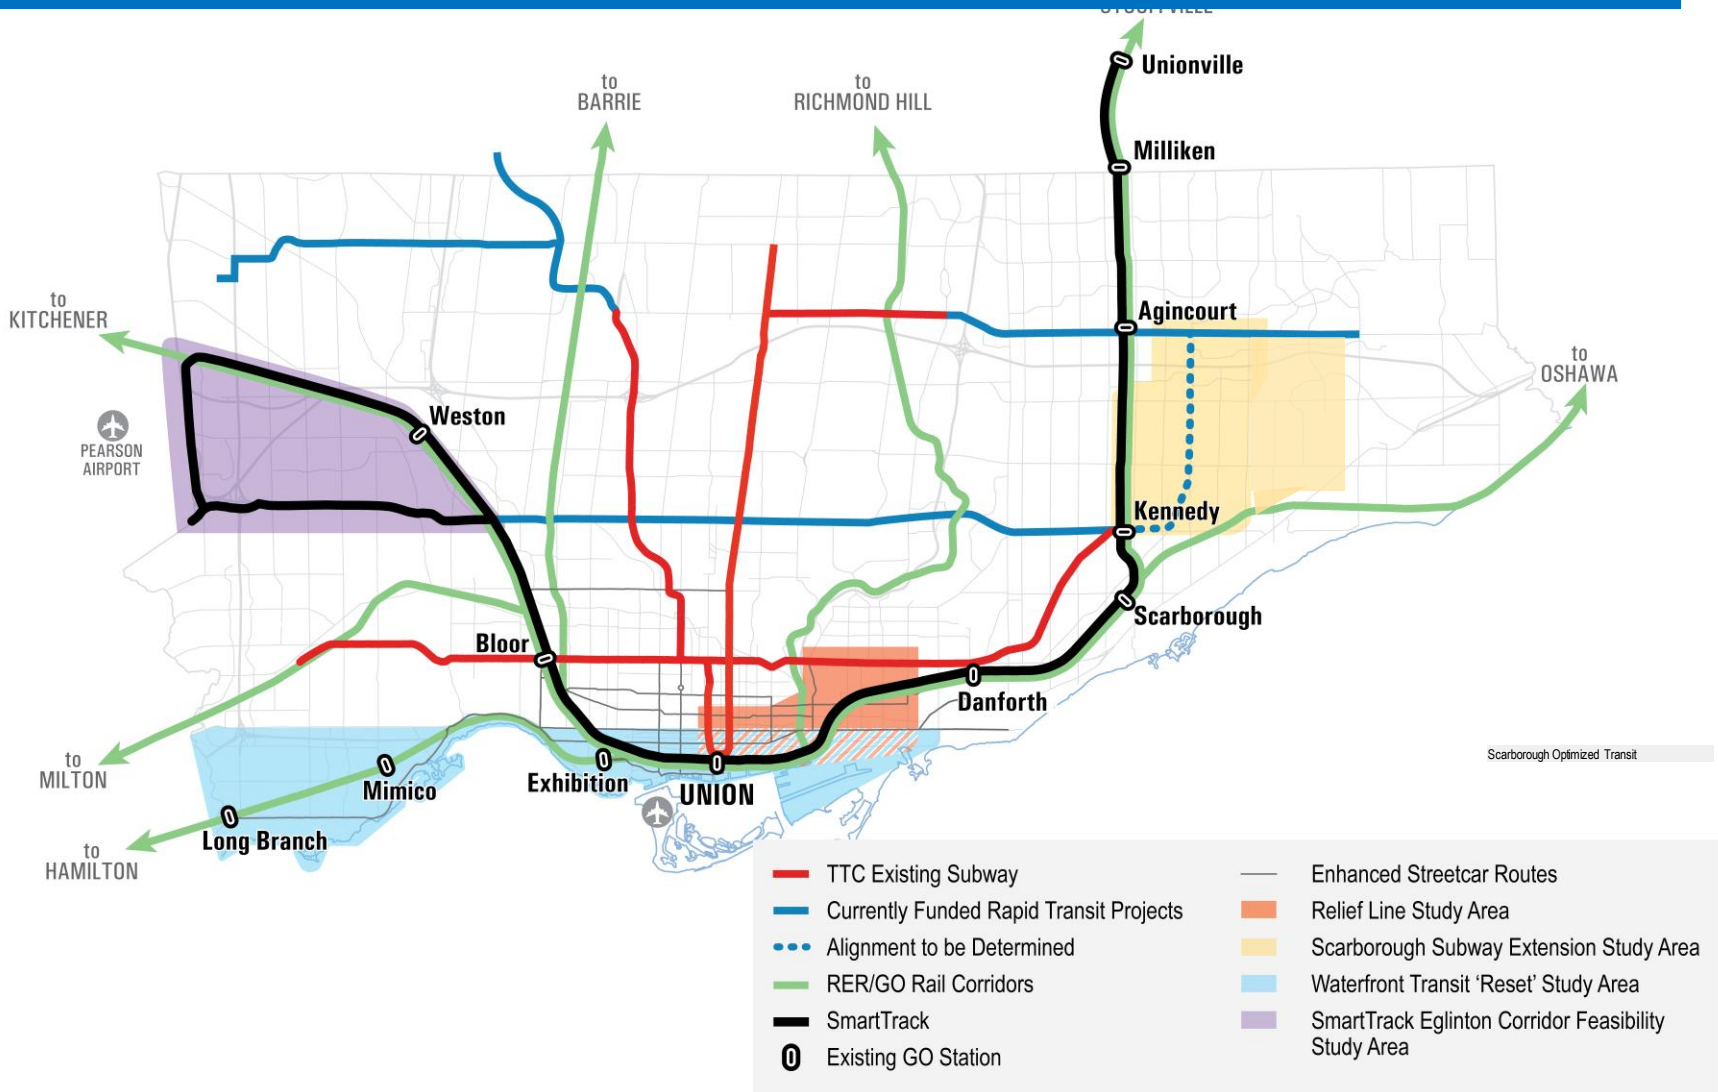 Unionville
to
BARRIE
to
RICHMOND HILL
Milliken
to
KITCHENER
Agincourt
to
OSHAWA
Weston
PEARSON
AIRPORT
Kennedy
Scarborough
Bloor
Danforth
to
MILTON
Mimico
Exhibition
UNION
Long Branch
to
HAMILTON
Scarborough Optimized Transit
TTC Existing Subway
Currently Funded Rapid Transit Projects
Alignment to be Determined
RER/GO Rail Corridors
SmartTrack
Existing GO Station
Enhanced Streetcar Routes
Relief Line Study Area
Scarborough Subway Extension Study Area
Waterfront Transit ‘Reset’ Study Area
SmartTrack Eglinton Corridor Feasibility
Study Area